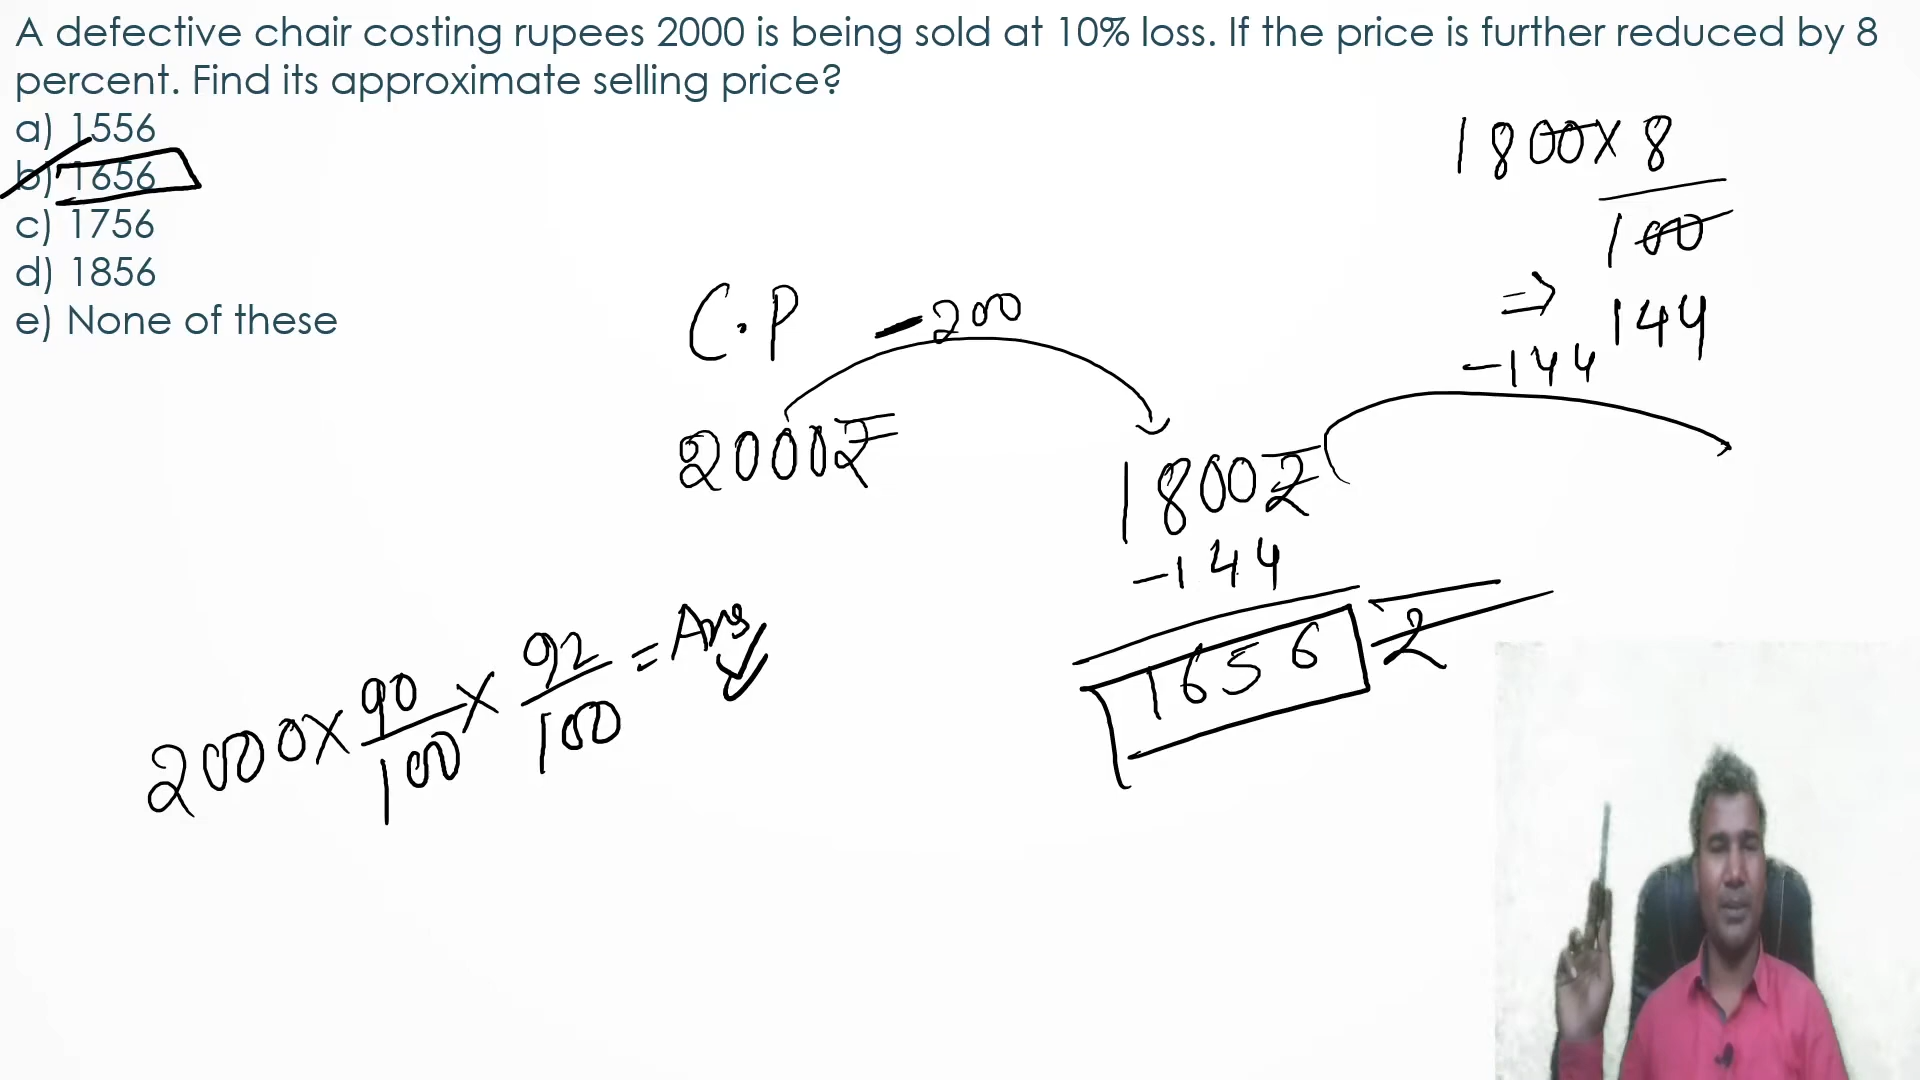 A defective chair costing rupees 2000 is being sold at 10% loss. If the price is further reduced by 8
percent. Find its approximate selling price?
a) 1556
b) 1656
c) 1756
d) 1856
e) None of these
1800 x 8
100
⇒ 144
-144
C.P -200
2000₹
1800₹
-144
1656 ₹
2000 x 90/100 x 92/100 = Ans